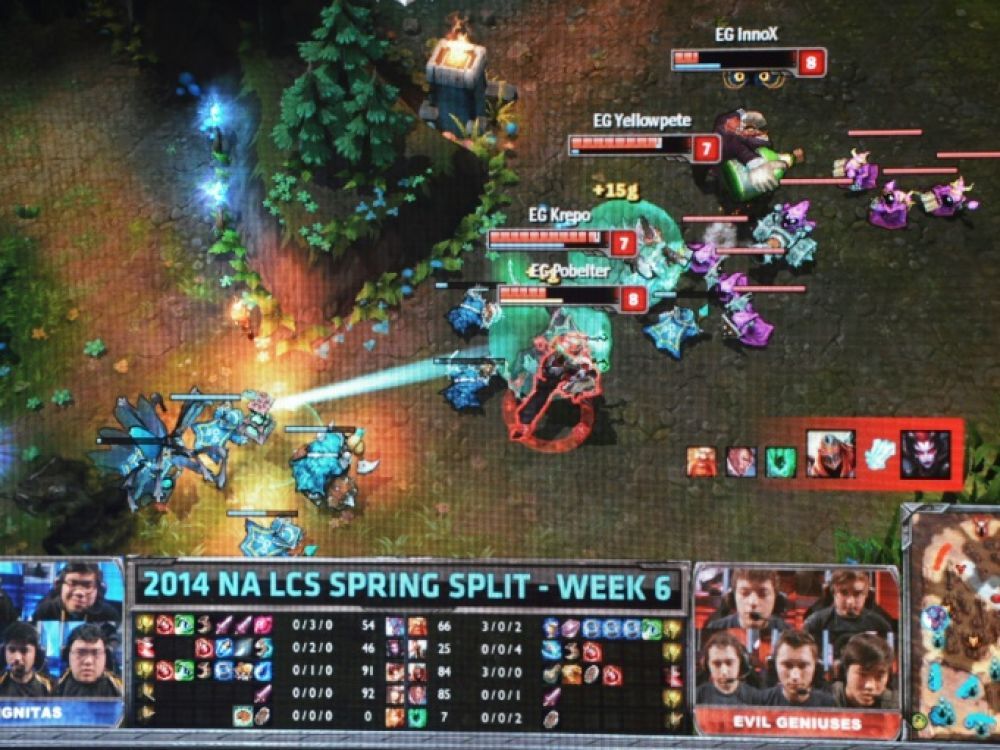 EG InnoX
8
EG Yellowpete
7
+15g
EG Krepo
7
EG Pobelter
8
2014 NA LCS SPRING SPLIT - WEEK 6
0/3/0 54 66 3/0/2
0/2/0 46 25 0/0/4
0/1/0 91 84 3/0/0
0/0/0 92 85 0/0/1
0/0/0 0 7 0/0/2
GNITAS
EVIL GENIUSES